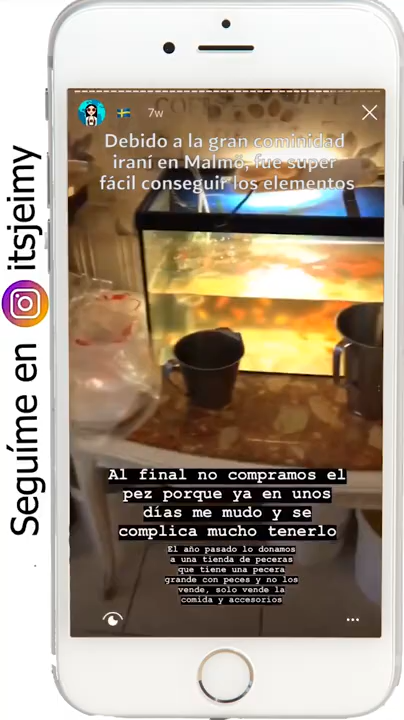 Seguíme en itsjeimy
7w
Debido a la gran cominidad
iraní en Malmö, fue super
fácil conseguir los elementos
Al final no compramos el
pez porque ya en unos
días me mudo y se
complica mucho tenerlo
El año pasado lo donamos
a una tienda de peceras
que tiene una pecera
grande con peces y no los
vende, solo vende la
comida y accesorios